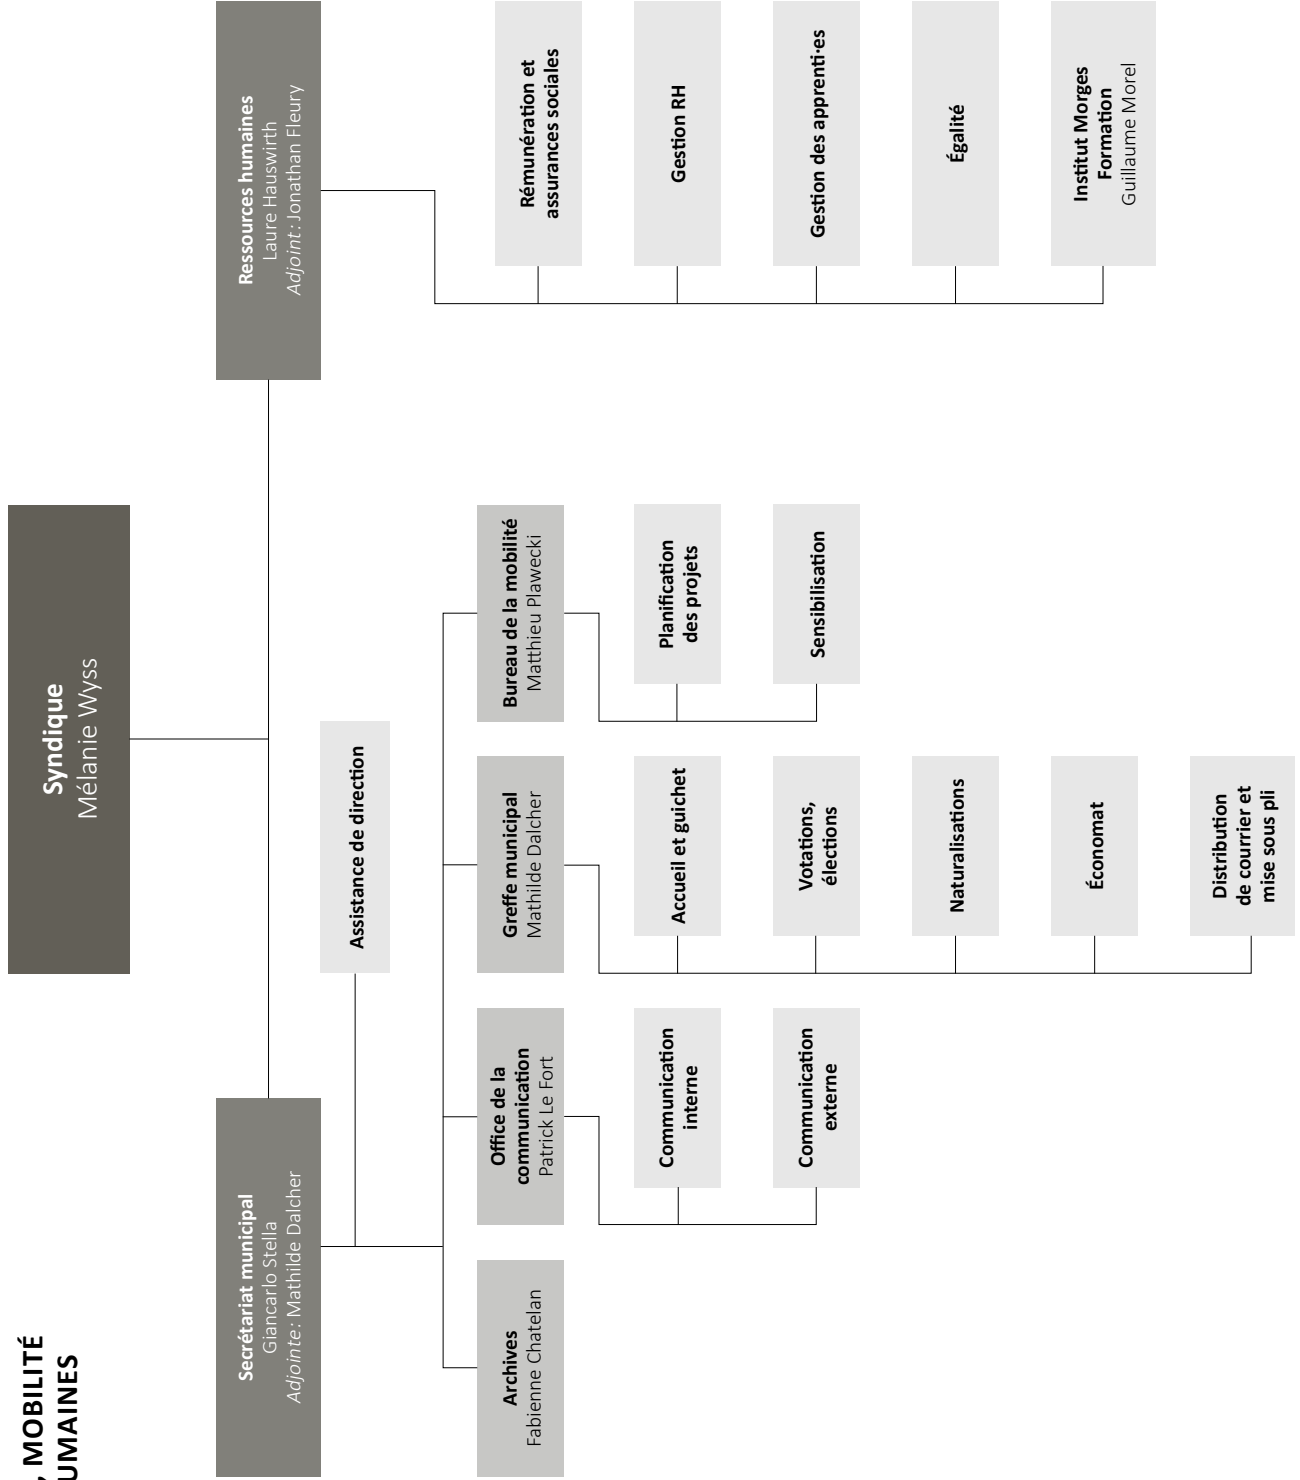 , MOBILITÉ
UMAINES
Syndique
Mélanie Wyss
Secrétariat municipal
Giancarlo Stella
Adjointe: Mathilde Dalcher
Ressources humaines
Laure Hauswirth
Adjoint: Jonathan Fleury
Assistance de direction
Archives
Fabienne Chatelan
Office de la
communication
Patrick Le Fort
Greffe municipal
Mathilde Dalcher
Bureau de la mobilité
Matthieu Plawecki
Communication
interne
Communication
externe
Accueil et guichet
Votations,
élections
Naturalisations
Économat
Distribution
de courrier et
mise sous pli
Planification
des projets
Sensibilisation
Rémunération et
assurances sociales
Gestion RH
Gestion des apprenti·es
Égalité
Institut Morges
Formation
Guillaume Morel